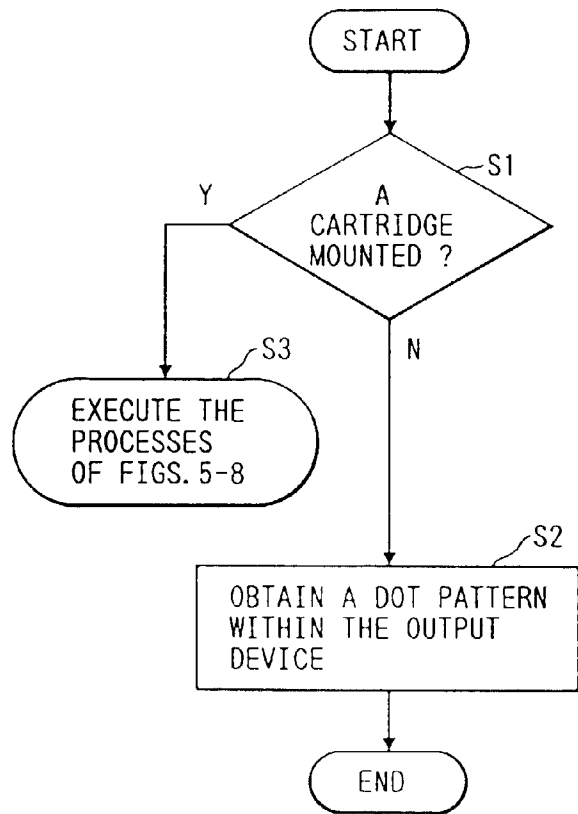 START
S1
A
CARTRIDGE
MOUNTED ?
Y
N
S3
EXECUTE THE
PROCESSES
OF FIGS. 5-8
S2
OBTAIN A DOT PATTERN
WITHIN THE OUTPUT
DEVICE
END